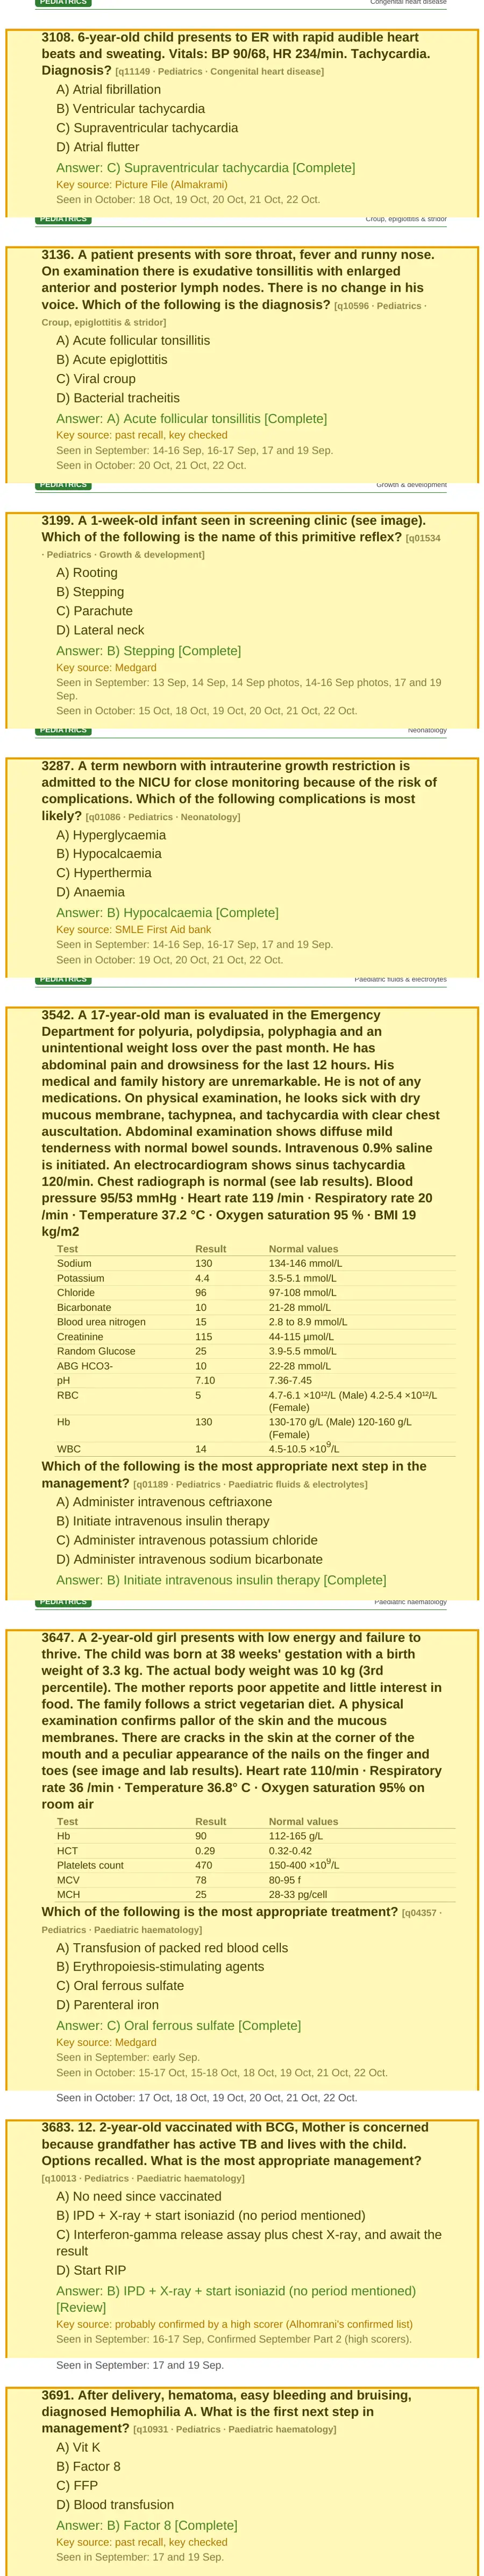 PEDIATRICS Congenital heart disease
3108. 6-year-old child presents to ER with rapid audible heart
beats and sweating. Vitals: BP 90/68, HR 234/min. Tachycardia.
Diagnosis? [q11149 · Pediatrics · Congenital heart disease]
A) Atrial fibrillation
B) Ventricular tachycardia
C) Supraventricular tachycardia
D) Atrial flutter
Answer: C) Supraventricular tachycardia [Complete]
Key source: Picture File (Almakrami)
Seen in October: 18 Oct, 19 Oct, 20 Oct, 21 Oct, 22 Oct.
PEDIATRICS Croup, epiglottitis & stridor
3136. A patient presents with sore throat, fever and runny nose.
On examination there is exudative tonsillitis with enlarged
anterior and posterior lymph nodes. There is no change in his
voice. Which of the following is the diagnosis? [q10596 · Pediatrics ·
Croup, epiglottitis & stridor]
A) Acute follicular tonsillitis
B) Acute epiglottitis
C) Viral croup
D) Bacterial tracheitis
Answer: A) Acute follicular tonsillitis [Complete]
Key source: past recall, key checked
Seen in September: 14-16 Sep, 16-17 Sep, 17 and 19 Sep.
Seen in October: 20 Oct, 21 Oct, 22 Oct.
PEDIATRICS Growth & development
3199. A 1-week-old infant seen in screening clinic (see image).
Which of the following is the name of this primitive reflex? [q01534
· Pediatrics · Growth & development]
A) Rooting
B) Stepping
C) Parachute
D) Lateral neck
Answer: B) Stepping [Complete]
Key source: Medgard
Seen in September: 13 Sep, 14 Sep, 14 Sep photos, 14-16 Sep photos, 17 and 19
Sep.
Seen in October: 15 Oct, 18 Oct, 19 Oct, 20 Oct, 21 Oct, 22 Oct.
PEDIATRICS Neonatology
3287. A term newborn with intrauterine growth restriction is
admitted to the NICU for close monitoring because of the risk of
complications. Which of the following complications is most
likely? [q01086 · Pediatrics · Neonatology]
A) Hyperglycaemia
B) Hypocalcaemia
C) Hyperthermia
D) Anaemia
Answer: B) Hypocalcaemia [Complete]
Key source: SMLE First Aid bank
Seen in September: 14-16 Sep, 16-17 Sep, 17 and 19 Sep.
Seen in October: 19 Oct, 20 Oct, 21 Oct, 22 Oct.
PEDIATRICS Paediatric fluids & electrolytes
3542. A 17-year-old man is evaluated in the Emergency
Department for polyuria, polydipsia, polyphagia and an
unintentional weight loss over the past month. He has
abdominal pain and drowsiness for the last 12 hours. His
medical and family history are unremarkable. He is not of any
medications. On physical examination, he looks sick with dry
mucous membrane, tachypnea, and tachycardia with clear chest
auscultation. Abdominal examination shows diffuse mild
tenderness with normal bowel sounds. Intravenous 0.9% saline
is initiated. An electrocardiogram shows sinus tachycardia
120/min. Chest radiograph is normal (see lab results). Blood
pressure 95/53 mmHg · Heart rate 119 /min · Respiratory rate 20
/min · Temperature 37.2 °C · Oxygen saturation 95 % · BMI 19
kg/m2
Test Result Normal values
Sodium 130 134-146 mmol/L
Potassium 4.4 3.5-5.1 mmol/L
Chloride 96 97-108 mmol/L
Bicarbonate 10 21-28 mmol/L
Blood urea nitrogen 15 2.8 to 8.9 mmol/L
Creatinine 115 44-115 µmol/L
Random Glucose 25 3.9-5.5 mmol/L
ABG HCO3- 10 22-28 mmol/L
pH 7.10 7.36-7.45
RBC 5 4.7-6.1 ×10¹²/L (Male) 4.2-5.4 ×10¹²/L
(Female)
Hb 130 130-170 g/L (Male) 120-160 g/L
(Female)
WBC 14 4.5-10.5 ×10⁹/L
Which of the following is the most appropriate next step in the
management? [q01189 · Pediatrics · Paediatric fluids & electrolytes]
A) Administer intravenous ceftriaxone
B) Initiate intravenous insulin therapy
C) Administer intravenous potassium chloride
D) Administer intravenous sodium bicarbonate
Answer: B) Initiate intravenous insulin therapy [Complete]
PEDIATRICS Paediatric haematology
3647. A 2-year-old girl presents with low energy and failure to
thrive. The child was born at 38 weeks' gestation with a birth
weight of 3.3 kg. The actual body weight was 10 kg (3rd
percentile). The mother reports poor appetite and little interest in
food. The family follows a strict vegetarian diet. A physical
examination confirms pallor of the skin and the mucous
membranes. There are cracks in the skin at the corner of the
mouth and a peculiar appearance of the nails on the finger and
toes (see image and lab results). Heart rate 110/min · Respiratory
rate 36 /min · Temperature 36.8° C · Oxygen saturation 95% on
room air
Test Result Normal values
Hb 90 112-165 g/L
HCT 0.29 0.32-0.42
Platelets count 470 150-400 ×10⁹/L
MCV 78 80-95 f
MCH 25 28-33 pg/cell
Which of the following is the most appropriate treatment? [q04357 ·
Pediatrics · Paediatric haematology]
A) Transfusion of packed red blood cells
B) Erythropoiesis-stimulating agents
C) Oral ferrous sulfate
D) Parenteral iron
Answer: C) Oral ferrous sulfate [Complete]
Key source: Medgard
Seen in September: early Sep.
Seen in October: 15-17 Oct, 15-18 Oct, 18 Oct, 19 Oct, 21 Oct, 22 Oct.
Seen in October: 17 Oct, 18 Oct, 19 Oct, 20 Oct, 21 Oct, 22 Oct.
3683. 12. 2-year-old vaccinated with BCG, Mother is concerned
because grandfather has active TB and lives with the child.
Options recalled. What is the most appropriate management?
[q10013 · Pediatrics · Paediatric haematology]
A) No need since vaccinated
B) IPD + X-ray + start isoniazid (no period mentioned)
C) Interferon-gamma release assay plus chest X-ray, and await the
result
D) Start RIP
Answer: B) IPD + X-ray + start isoniazid (no period mentioned)
[Review]
Key source: probably confirmed by a high scorer (Alhomrani's confirmed list)
Seen in September: 16-17 Sep, Confirmed September Part 2 (high scorers).
Seen in September: 17 and 19 Sep.
3691. After delivery, hematoma, easy bleeding and bruising,
diagnosed Hemophilia A. What is the first next step in
management? [q10931 · Pediatrics · Paediatric haematology]
A) Vit K
B) Factor 8
C) FFP
D) Blood transfusion
Answer: B) Factor 8 [Complete]
Key source: past recall, key checked
Seen in September: 17 and 19 Sep.